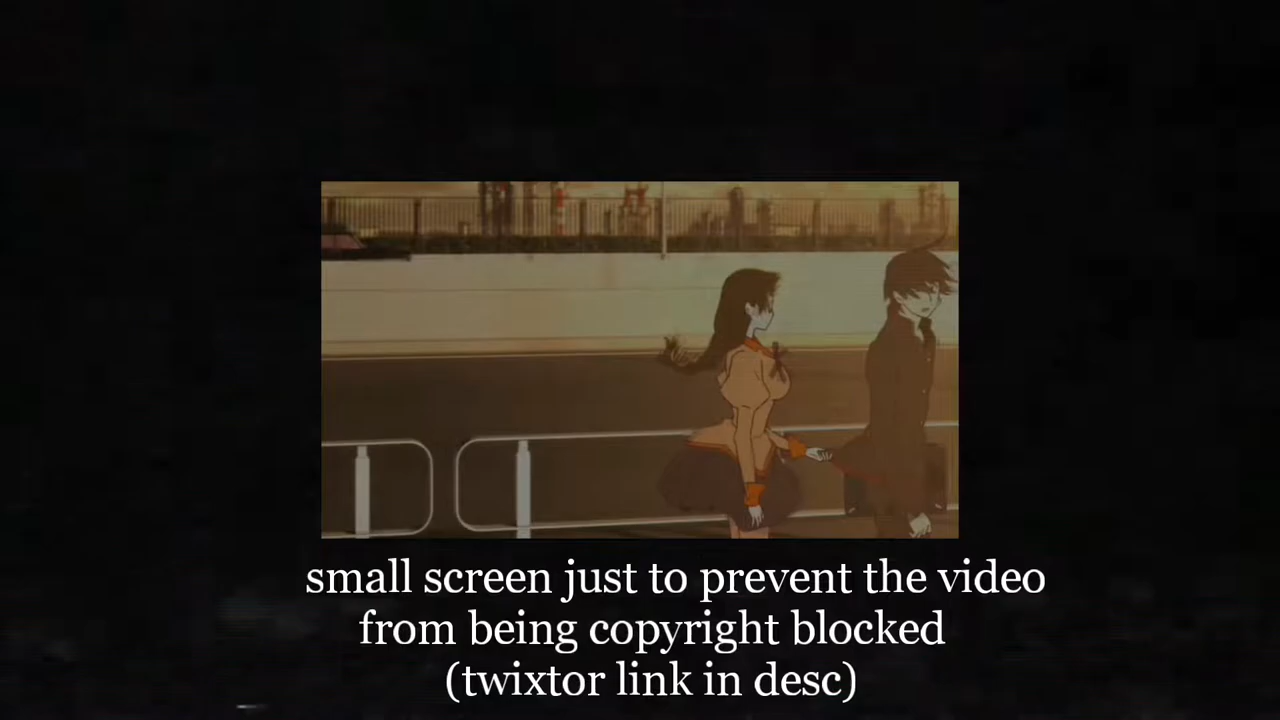 small screen just to prevent the video
from being copyright blocked
(twixtor link in desc)